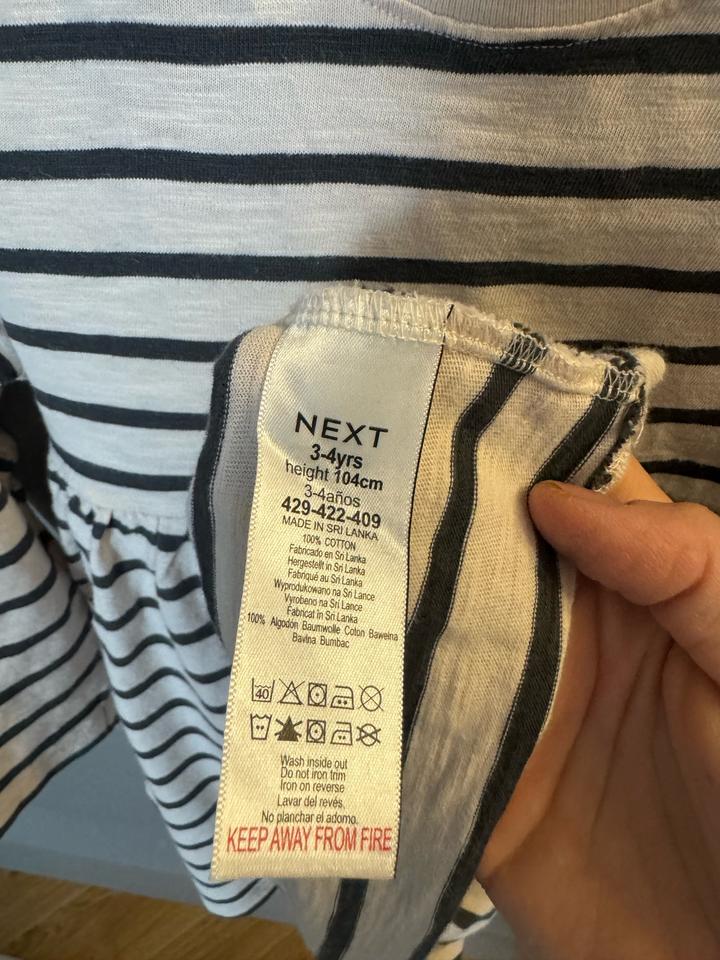 NEXT
3-4yrs
height 104cm
3-4años
429-422-409
MADE IN SRI LANKA
100% COTTON
Fabricado en Sri Lanka
Hergestellt in Sri Lanka
Fabriqué au Sri Lanka
Wyprodukowano na Sri Lance
Vyrobeno na Srí Lance
Fabricat în Sri Lanka
100% Algodón Baumwolle Coton Bawełna
Bavlna Bumbac
40
Wash inside out
Do not iron trim
Iron on reverse
Lavar del revés.
No planchar el adorno.
KEEP AWAY FROM FIRE